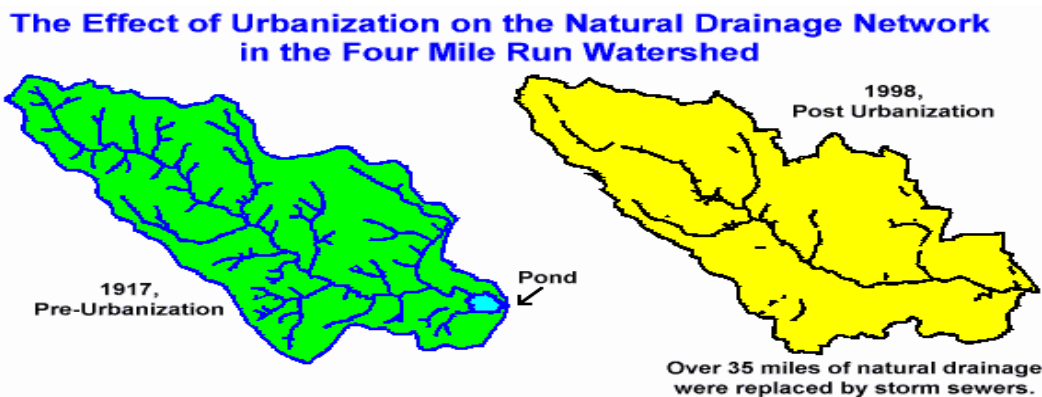 The Effect of Urbanization on the Natural Drainage Network
in the Four Mile Run Watershed
1998,
Post Urbanization
1917,
Pre-Urbanization
Pond
Over 35 miles of natural drainage
were replaced by storm sewers.